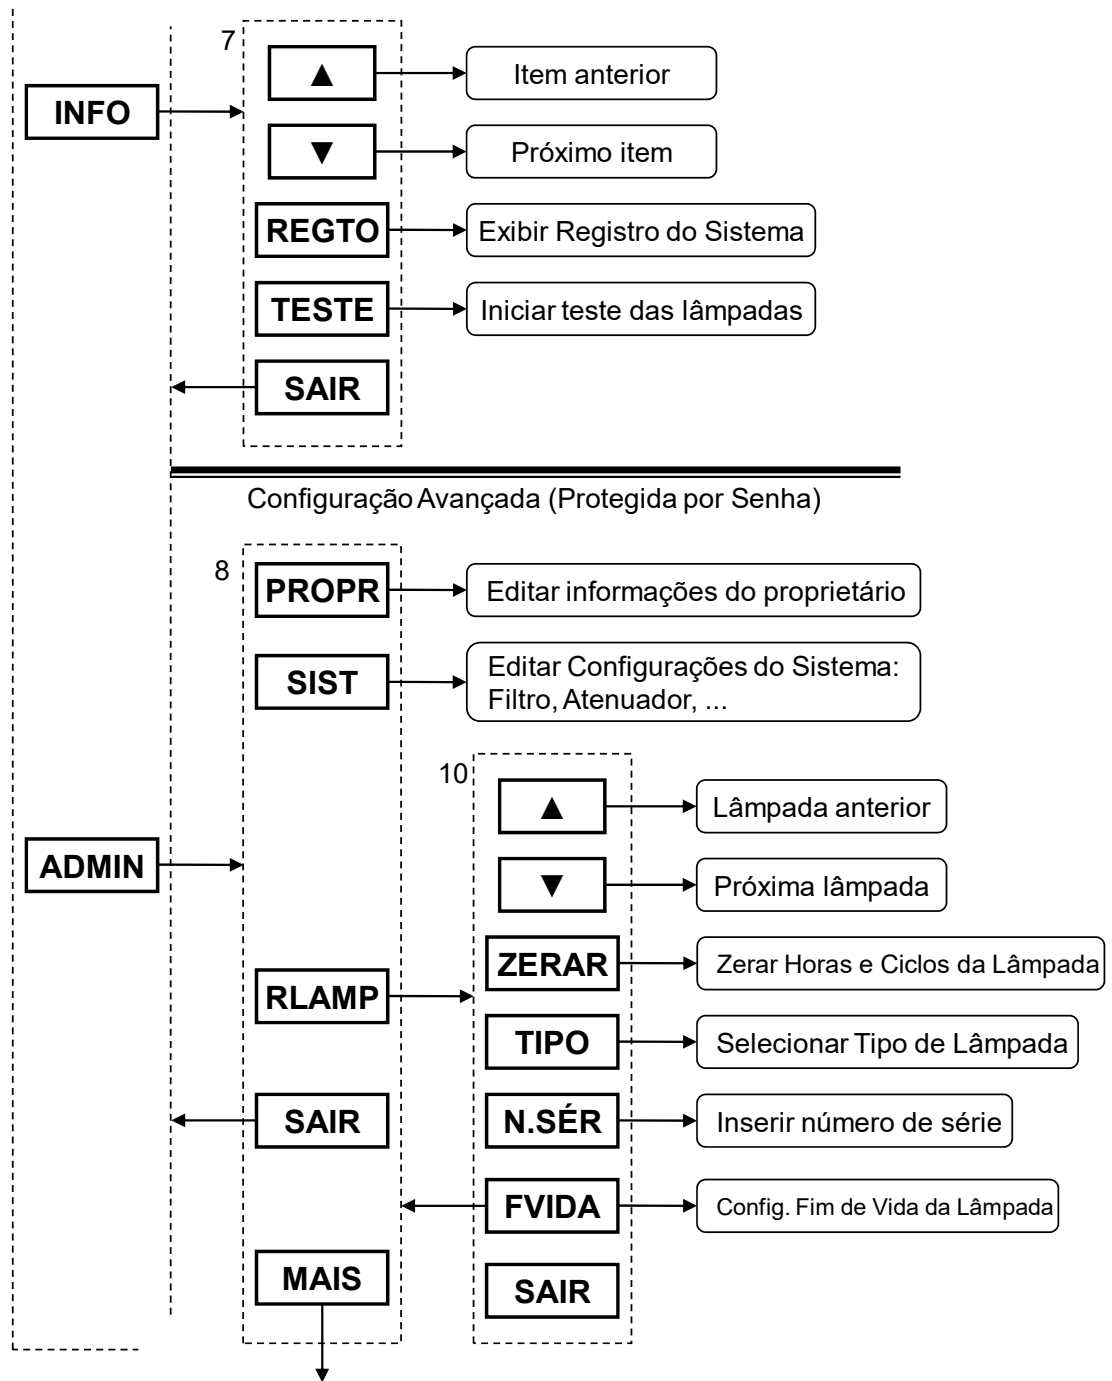 7
▲
Item anterior
INFO
▼
Próximo item
REGTO
Exibir Registro do Sistema
TESTE
Iniciar teste das lâmpadas
SAIR
Configuração Avançada (Protegida por Senha)
8
PROPR
Editar informações do proprietário
SIST
Editar Configurações do Sistema:
Filtro, Atenuador, ...
10
▲
Lâmpada anterior
ADMIN
▼
Próxima lâmpada
ZERAR
Zerar Horas e Ciclos da Lâmpada
RLAMP
TIPO
Selecionar Tipo de Lâmpada
SAIR
N.SÉR
Inserir número de série
FVIDA
Config. Fim de Vida da Lâmpada
MAIS
SAIR